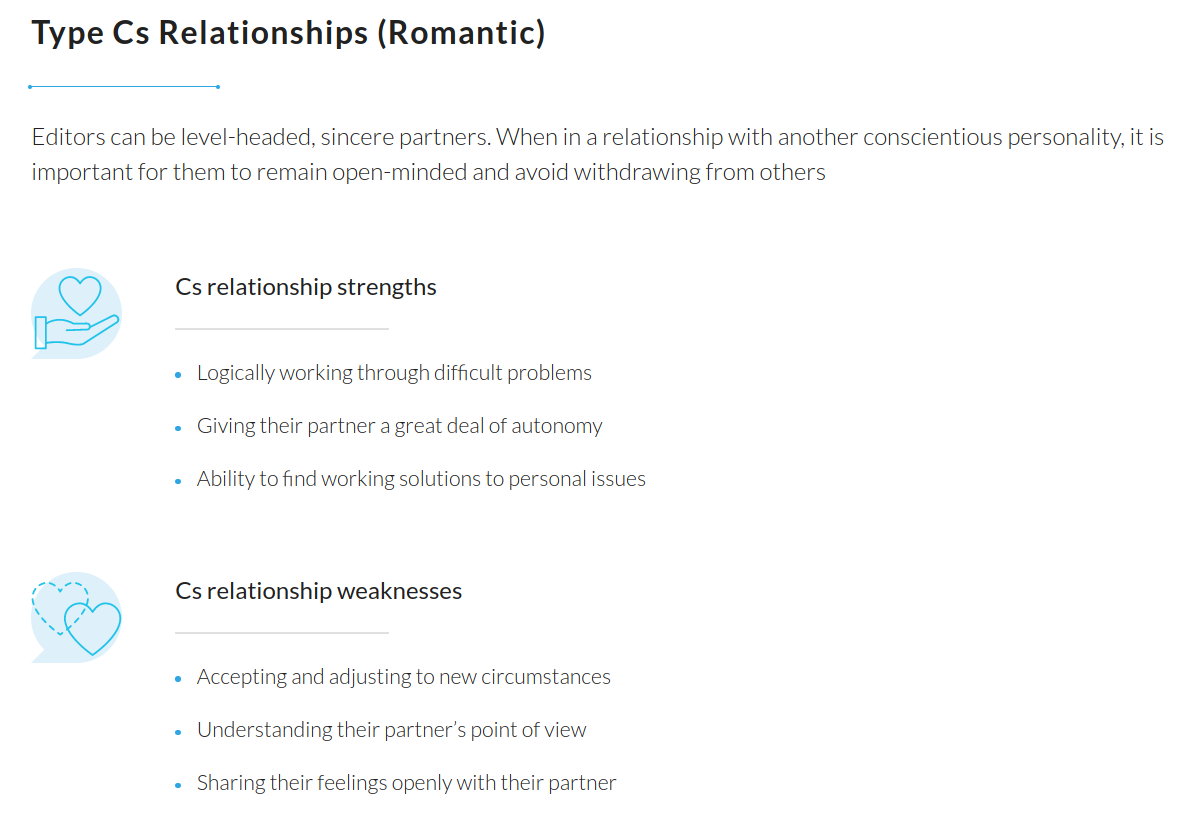 Type Cs Relationships (Romantic)
Editors can be level-headed, sincere partners. When in a relationship with another conscientious personality, it is
important for them to remain open-minded and avoid withdrawing from others
Cs relationship strengths
Logically working through difficult problems
Giving their partner a great deal of autonomy
Ability to find working solutions to personal issues
Cs relationship weaknesses
Accepting and adjusting to new circumstances
Understanding their partner’s point of view
Sharing their feelings openly with their partner